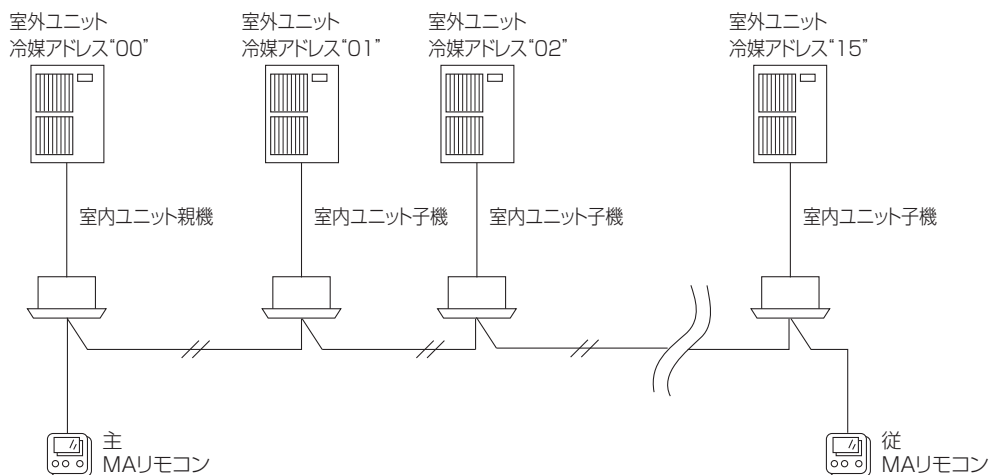 室外ユニット
冷媒アドレス“00”
室外ユニット
冷媒アドレス“01”
室外ユニット
冷媒アドレス“02”
室外ユニット
冷媒アドレス“15”
室内ユニット親機
室内ユニット子機
室内ユニット子機
室内ユニット子機
主
MAリモコン
従
MAリモコン